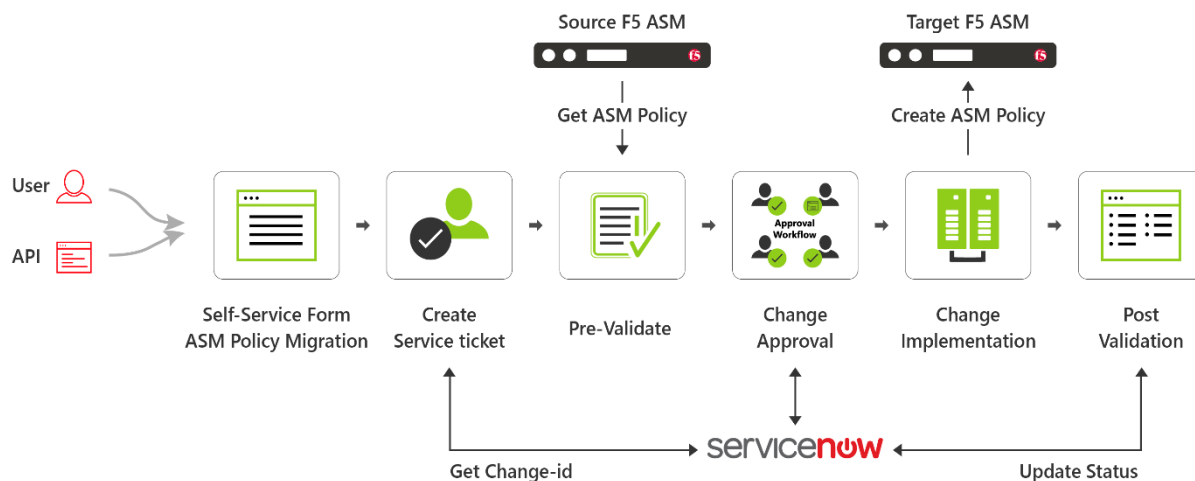 Source F5 ASM
Target F5 ASM
f5
f5
Get ASM Policy
Create ASM Policy
User
API
Approval
Workflow
Self-Service Form
ASM Policy Migration
Create
Service ticket
Pre-Validate
Change
Approval
Change
Implementation
Post
Validation
servicenow
Get Change-id
Update Status